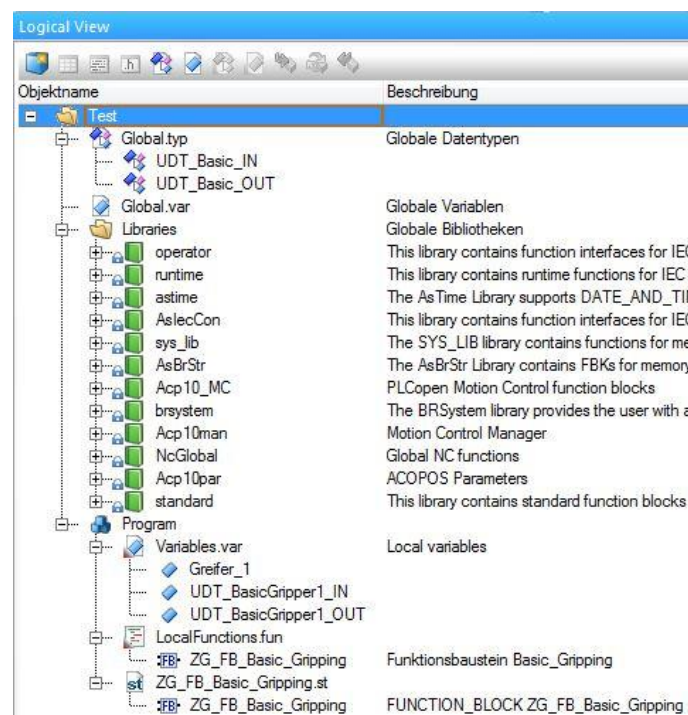 Logical View
Objektname Beschreibung
Test
Global.typ Globale Datentypen
UDT_Basic_IN
UDT_Basic_OUT
Global.var Globale Variablen
Libraries Globale Bibliotheken
operator This library contains function interfaces for IEC
runtime This library contains runtime functions for IEC
astime The AsTime Library supports DATE_AND_TI
AsIecCon This library contains function interfaces for IEC
sys_lib The SYS_LIB library contains functions for me
AsBrStr The AsBrStr Library contains FBKs for memory
Acp10_MC PLCopen Motion Control function blocks
brsystem The BRSystem library provides the user with a
Acp10man Motion Control Manager
NcGlobal Global NC functions
Acp10par ACOPOS Parameters
standard This library contains standard function blocks
Program
Variables.var Local variables
Greifer_1
UDT_BasicGripper1_IN
UDT_BasicGripper1_OUT
LocalFunctions.fun
FB ZG_FB_Basic_Gripping Funktionsbaustein Basic_Gripping
st ZG_FB_Basic_Gripping.st
FB ZG_FB_Basic_Gripping FUNCTION_BLOCK ZG_FB_Basic_Gripping